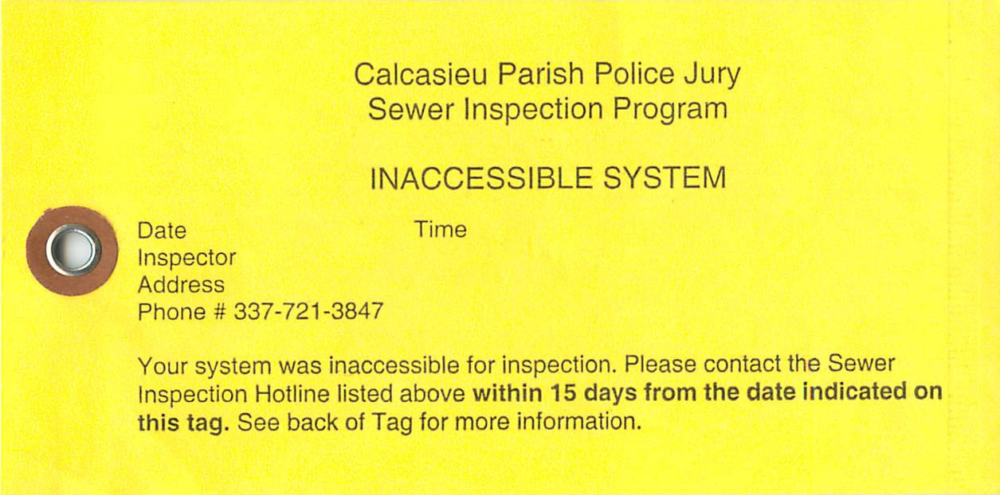 Calcasieu Parish Police Jury
Sewer Inspection Program
INACCESSIBLE SYSTEM
Date Time
Inspector
Address
Phone # 337-721-3847
Your system was inaccessible for inspection. Please contact the Sewer
Inspection Hotline listed above within 15 days from the date indicated on
this tag. See back of Tag for more information.